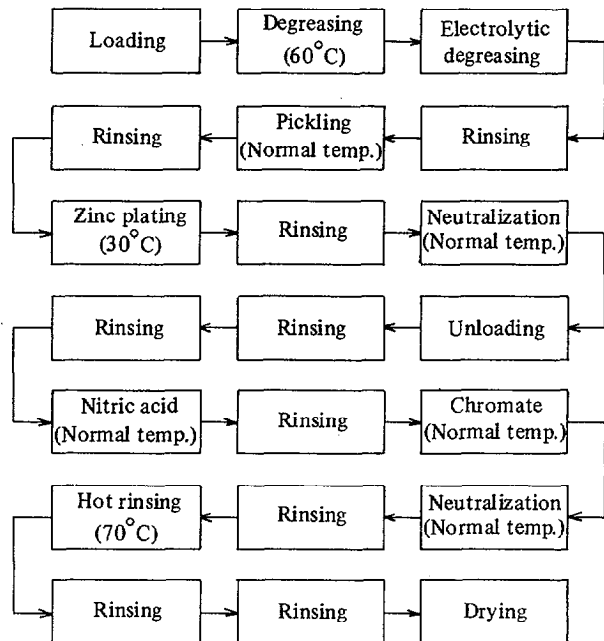 Loading
Degreasing
(60°C)
Electrolytic
degreasing
Rinsing
Pickling
(Normal temp.)
Rinsing
Zinc plating
(30°C)
Rinsing
Neutralization
(Normal temp.)
Rinsing
Rinsing
Unloading
Nitric acid
(Normal temp.)
Rinsing
Chromate
(Normal temp.)
Hot rinsing
(70°C)
Rinsing
Neutralization
(Normal temp.)
Rinsing
Rinsing
Drying